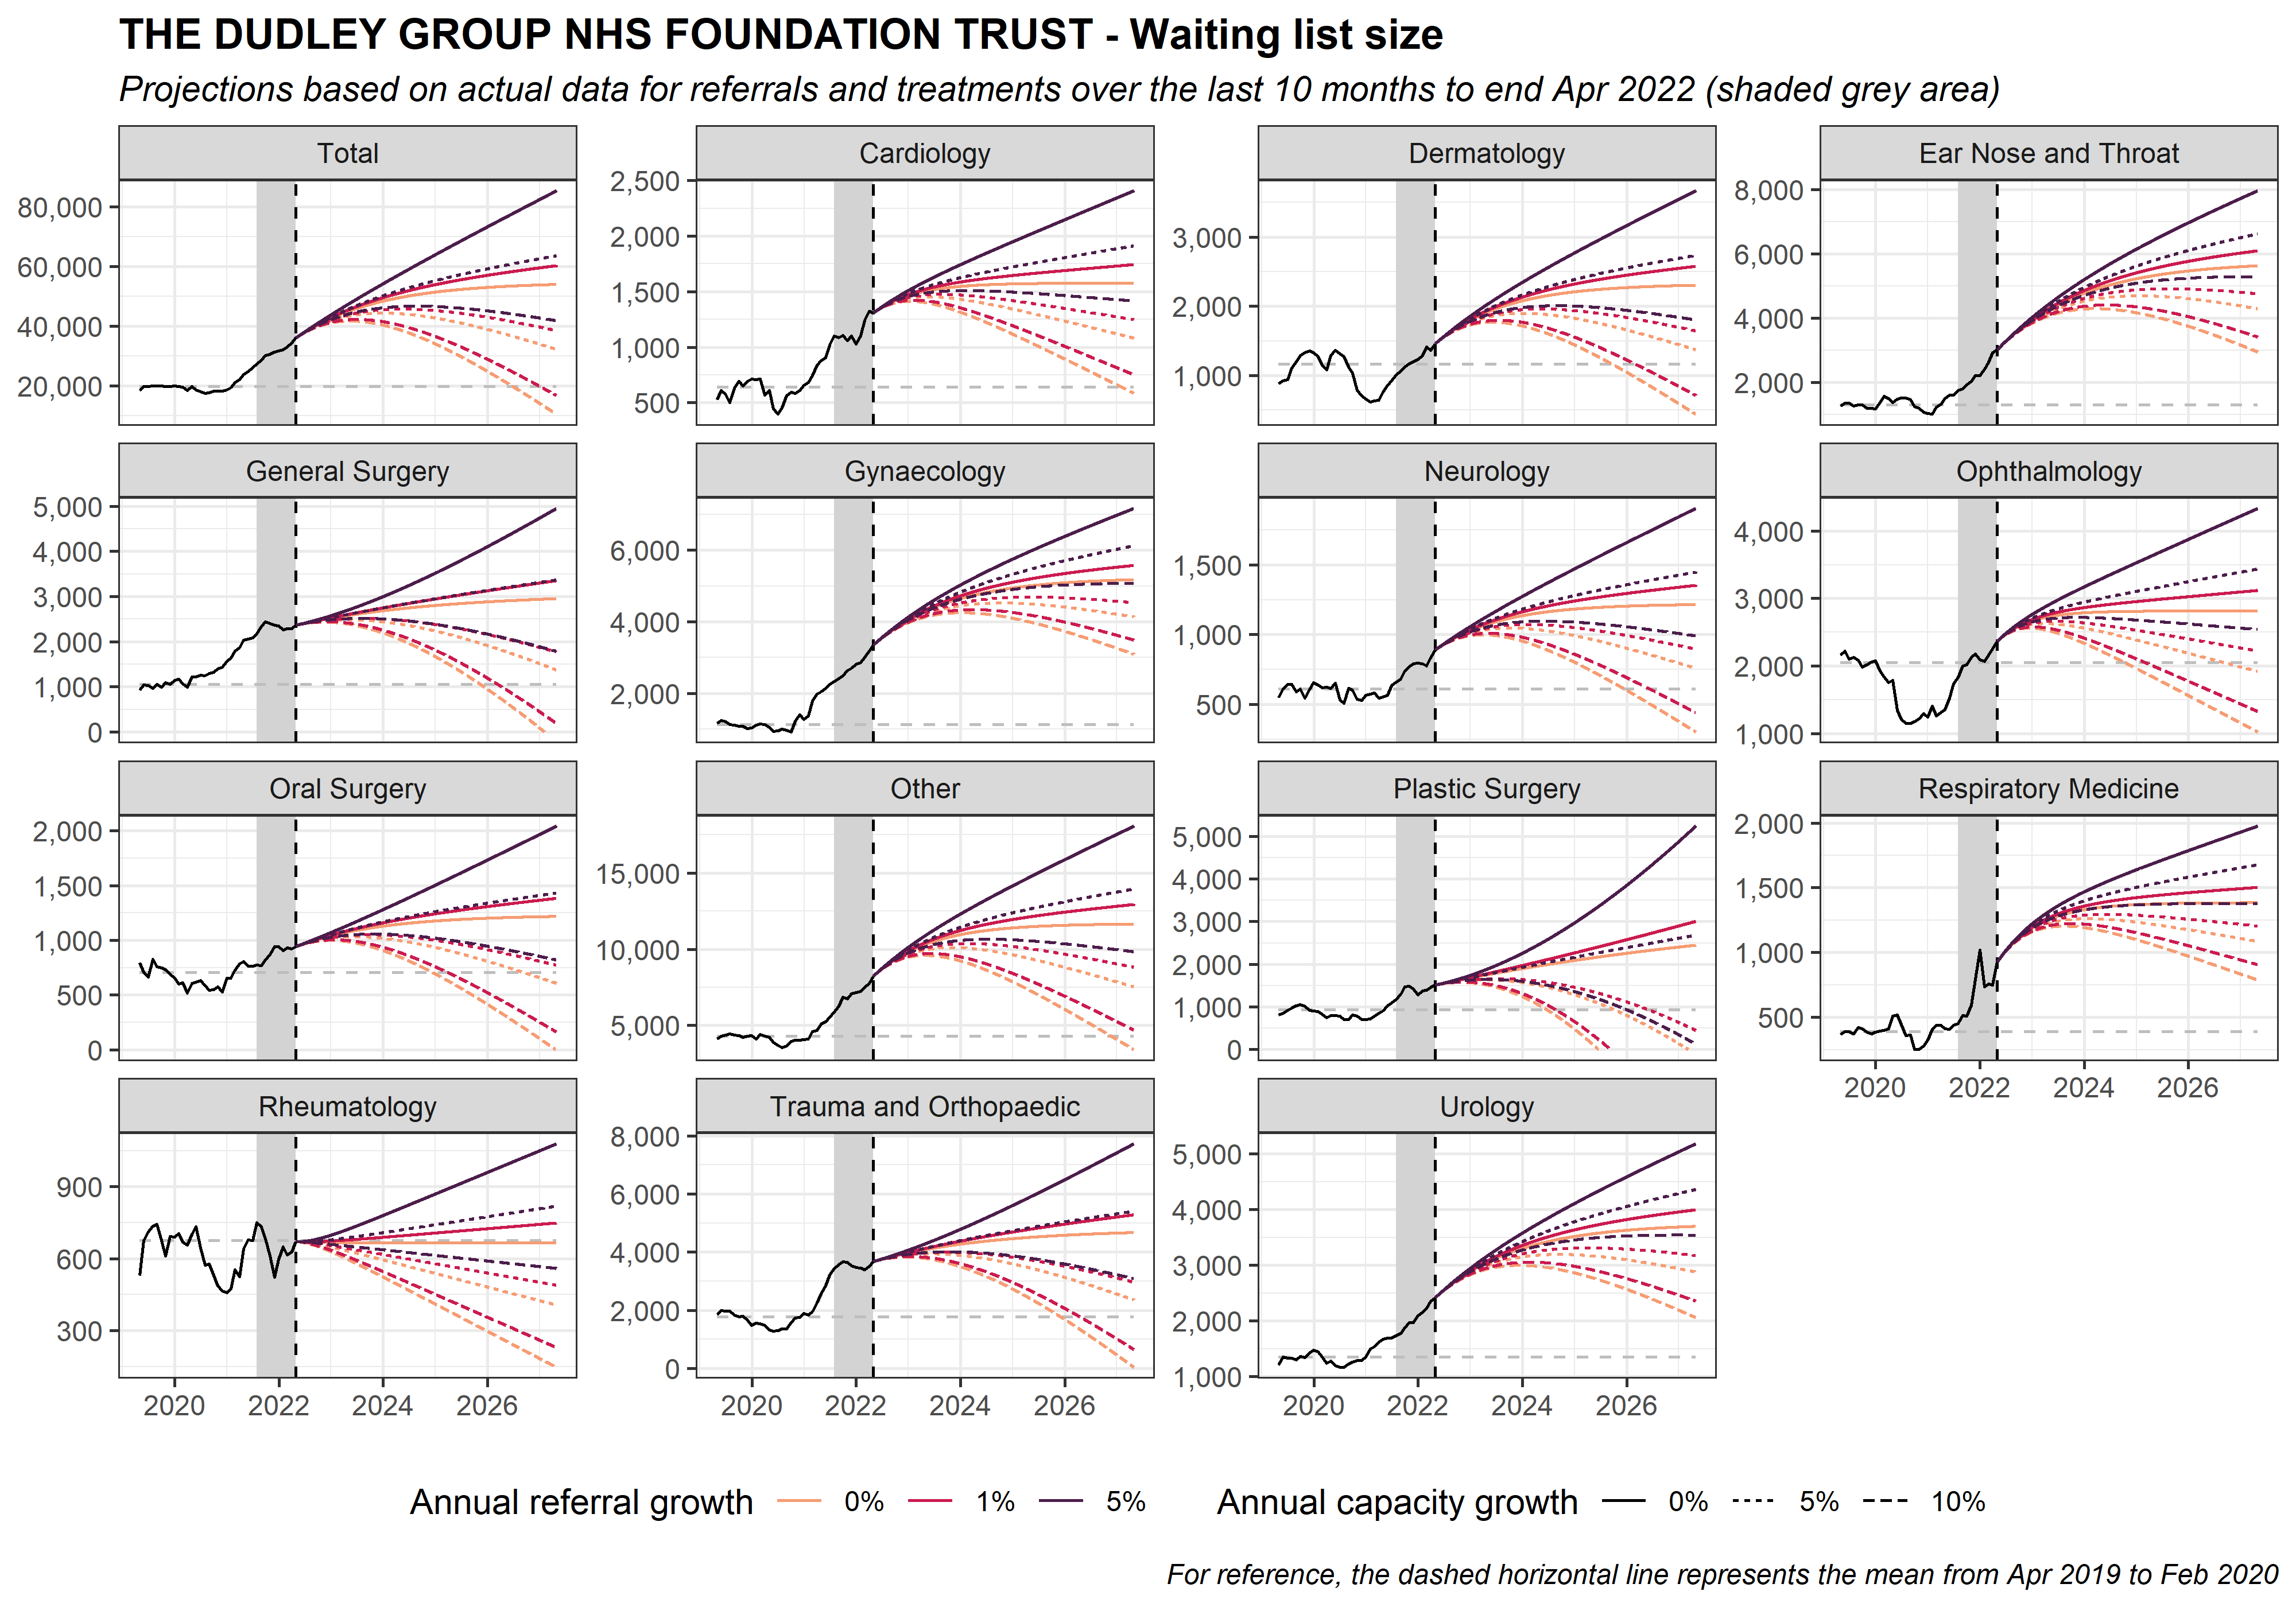 THE DUDLEY GROUP NHS FOUNDATION TRUST - Waiting list size
Projections based on actual data for referrals and treatments over the last 10 months to end Apr 2022 (shaded grey area)
Total
80,000
60,000
40,000
20,000
Cardiology
2,500
2,000
1,500
1,000
500
Dermatology
3,000
2,000
1,000
Ear Nose and Throat
8,000
6,000
4,000
2,000
General Surgery
5,000
4,000
3,000
2,000
1,000
0
Gynaecology
6,000
4,000
2,000
Neurology
1,500
1,000
500
Ophthalmology
4,000
3,000
2,000
1,000
Oral Surgery
2,000
1,500
1,000
500
0
Other
15,000
10,000
5,000
Plastic Surgery
5,000
4,000
3,000
2,000
1,000
0
Respiratory Medicine
2,000
1,500
1,000
500
2020 2022 2024 2026
Rheumatology
900
600
300
2020 2022 2024 2026
Trauma and Orthopaedic
8,000
6,000
4,000
2,000
0
2020 2022 2024 2026
Urology
5,000
4,000
3,000
2,000
1,000
2020 2022 2024 2026
Annual referral growth 0% 1% 5%
Annual capacity growth 0% 5% 10%
For reference, the dashed horizontal line represents the mean from Apr 2019 to Feb 2020